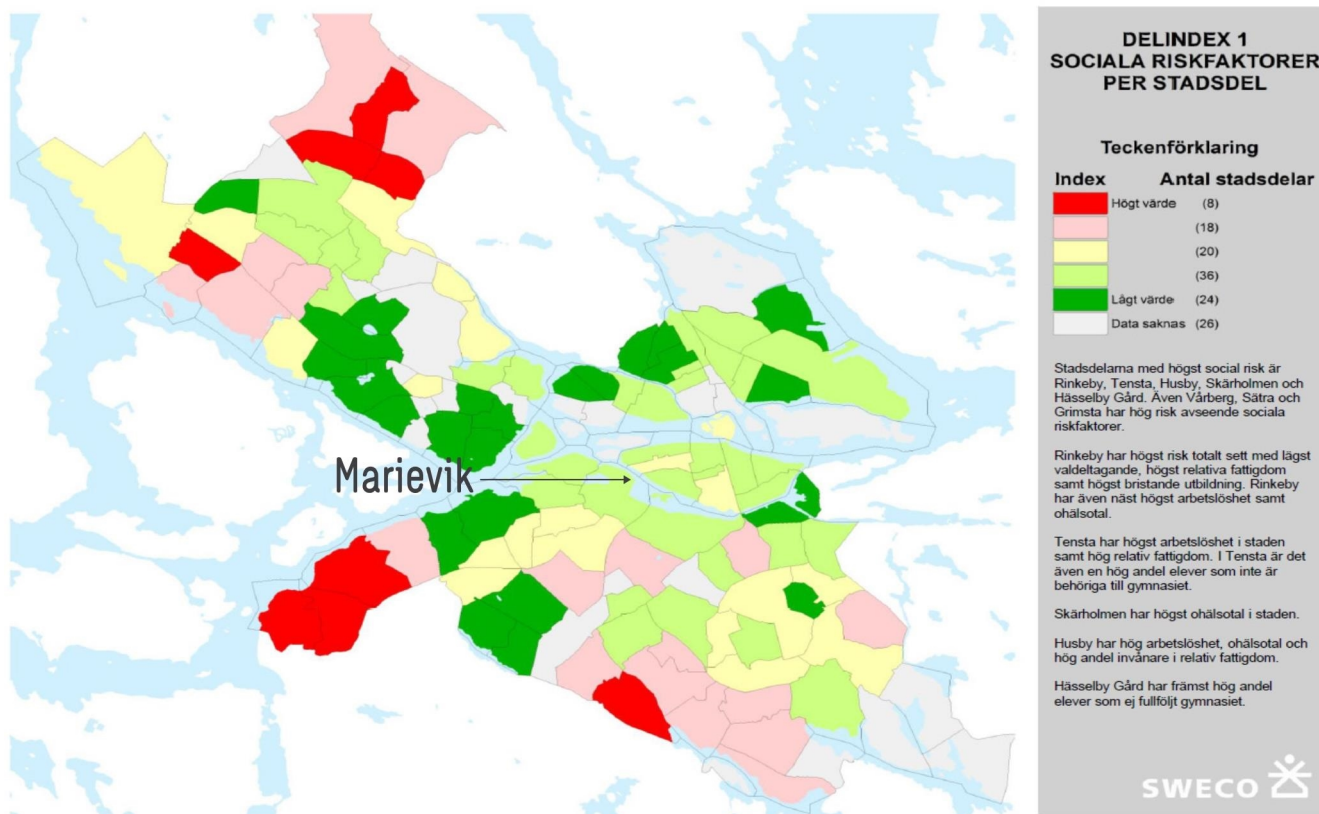 Marievik
DELINDEX 1
SOCIALA RISKFAKTORER
PER STADSDEL
Teckenförklaring
Index Antal stadsdelar
Högt värde (8)
(18)
(20)
(36)
Lågt värde (24)
Data saknas (26)
Stadsdelarna med högst social risk är
Rinkeby, Tensta, Husby, Skärholmen och
Hässelby Gård. Även Vårberg, Sätra och
Grimsta har hög risk avseende sociala
riskfaktorer.
Rinkeby har högst risk totalt sett med lägst
valdeltagande, högst relativa fattigdom
samt högst bristande utbildning. Rinkeby
har även näst högst arbetslöshet samt
ohälsotal.
Tensta har högst arbetslöshet i staden
samt hög relativ fattigdom. I Tensta är det
även en hög andel elever som inte är
behöriga till gymnasiet.
Skärholmen har högst ohälsotal i staden.
Husby har hög arbetslöshet, ohälsotal och
hög andel invånare i relativ fattigdom.
Hässelby Gård har främst hög andel
elever som ej fullföljt gymnasiet.
SWECO